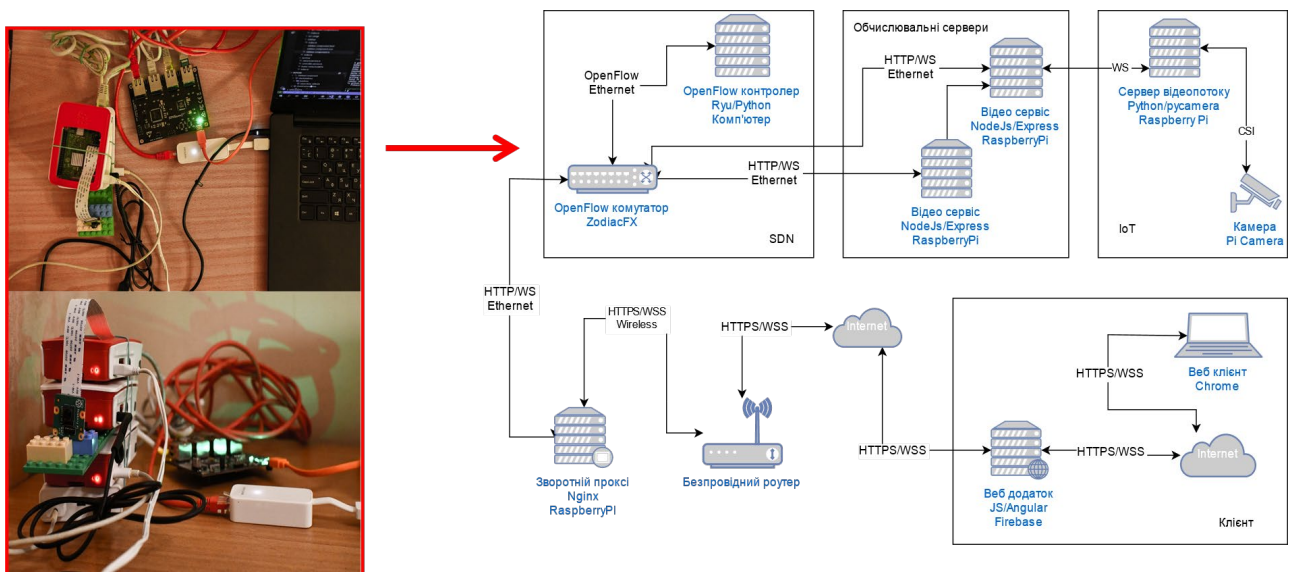 OpenFlow
Ethernet
OpenFlow контролер
Ryu/Python
Комп'ютер
OpenFlow комутатор
ZodiacFX
SDN
Обчислювальні сервери
HTTP/WS
Ethernet
Відео сервіс
NodeJs/Express
RaspberryPi
HTTP/WS
Ethernet
Відео сервіс
NodeJs/Express
RaspberryPi
WS
Сервер відеопотоку
Python/pycamera
Raspberry Pi
CSI
Камера
Pi Camera
IoT
HTTP/WS
Ethernet
HTTPS/WSS
Wireless
HTTPS/WSS
Internet
Зворотній проксі
Nginx
RaspberryPi
Безпровідний роутер
HTTPS/WSS
Веб клієнт
Chrome
HTTPS/WSS
HTTPS/WSS
Internet
Веб додаток
JS/Angular
Firebase
Клієнт